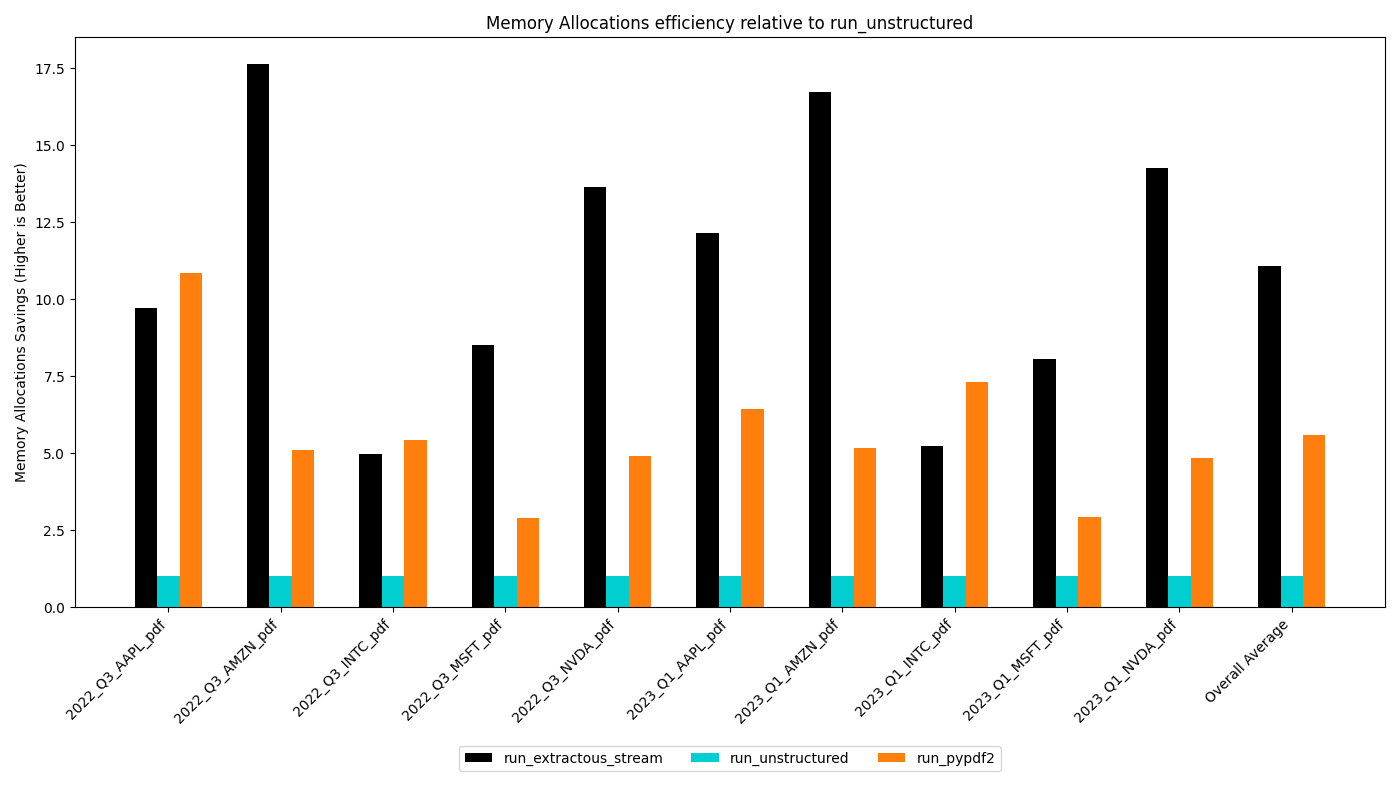 Memory Allocations efficiency relative to run_unstructured
Memory Allocations Savings (Higher is Better)
17.5
15.0
12.5
10.0
7.5
5.0
2.5
0.0
2022_Q3_AAPL_pdf
2022_Q3_AMZN_pdf
2022_Q3_INTC_pdf
2022_Q3_MSFT_pdf
2022_Q3_NVDA_pdf
2023_Q1_AAPL_pdf
2023_Q1_AMZN_pdf
2023_Q1_INTC_pdf
2023_Q1_MSFT_pdf
2023_Q1_NVDA_pdf
Overall Average
run_extractous_stream
run_unstructured
run_pypdf2